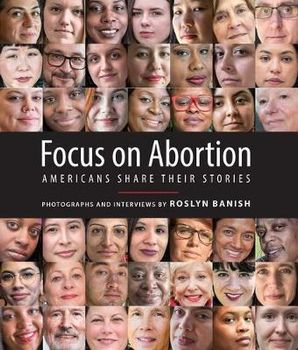 Focus on Abortion
AMERICANS SHARE THEIR STORIES
PHOTOGRAPHS AND INTERVIEWS BY ROSLYN BANISH